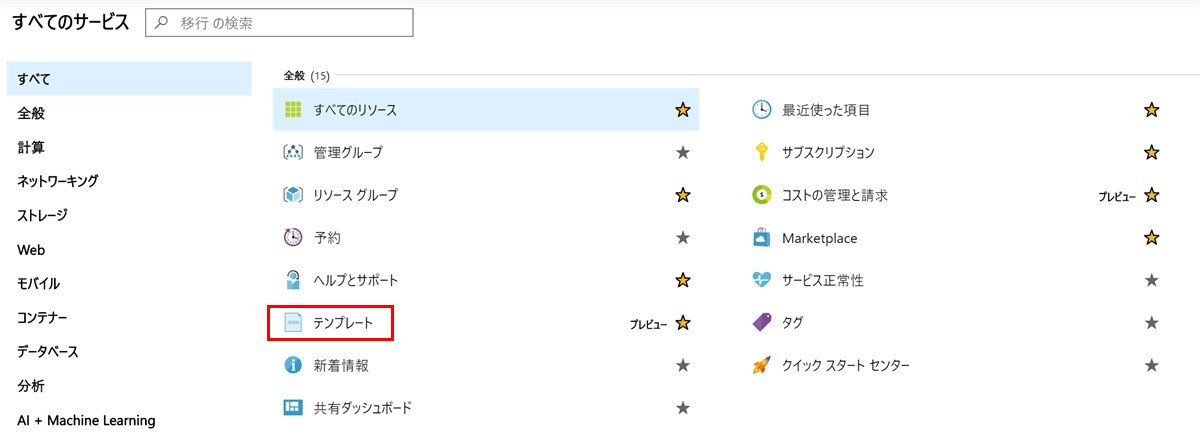 すべてのサービス
移行 の検索
すべて
全般
計算
ネットワーキング
ストレージ
Web
モバイル
コンテナー
データベース
分析
AI + Machine Learning
全般 (15)
すべてのリソース
管理グループ
リソース グループ
予約
ヘルプとサポート
JSON
テンプレート プレビュー
新着情報
共有ダッシュボード
最近使った項目
サブスクリプション
コストの管理と請求 プレビュー
Marketplace
サービス正常性
タグ
クイック スタート センター